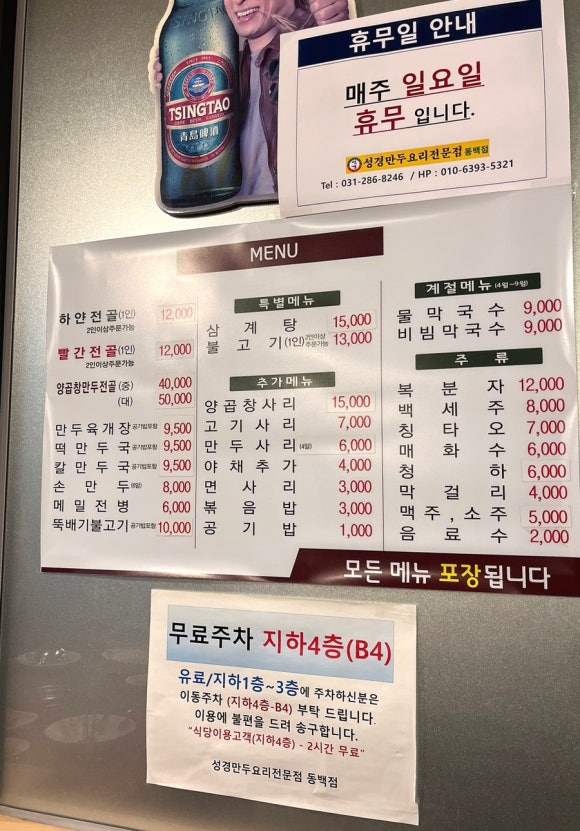 TSINGTAO
青島啤酒
휴무일 안내
매주 일요일
휴무 입니다.
성경만두요리전문점 동백점
Tel : 031-286-8246 / HP : 010-6393-5321
MENU
하얀전골(1인) 12,000
2인이상주문가능
빨간전골(1인) 12,000
2인이상주문가능
양곱창만두전골 (중) 40,000
(대) 50,000
만두육개장 공기밥포함 9,500
떡만두국 공기밥포함 9,500
칼만두국 공기밥포함 9,500
손만두(6알) 8,000
메밀전병 6,000
뚝배기불고기 공기밥포함 10,000
특별메뉴
삼계탕 15,000
불고기(1인) 2인이상주문가능 13,000
추가메뉴
양곱창사리 15,000
고기사리 7,000
만두사리(4알) 6,000
야채추가 4,000
면사리 3,000
볶음밥 3,000
공기밥 1,000
계절메뉴 (4월~9월)
물막국수 9,000
비빔막국수 9,000
주류
복분자 12,000
백세주 8,000
칭타오 7,000
매화수 6,000
청하 6,000
막걸리 4,000
맥주, 소주 5,000
음료수 2,000
모든 메뉴 포장됩니다
무료주차 지하4층(B4)
유료/지하1층~3층에 주차하신분은
이동주차 (지하4층-B4) 부탁 드립니다.
이용에 불편을 드려 송구합니다.
"식당이용고객(지하4층) - 2시간 무료"
성경만두요리전문점 동백점